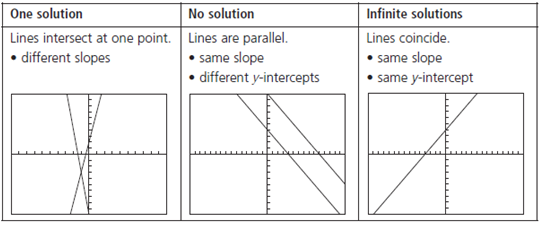 One solution
Lines intersect at one point.
• different slopes
No solution
Lines are parallel.
• same slope
• different y-intercepts
Infinite solutions
Lines coincide.
• same slope
• same y-intercept